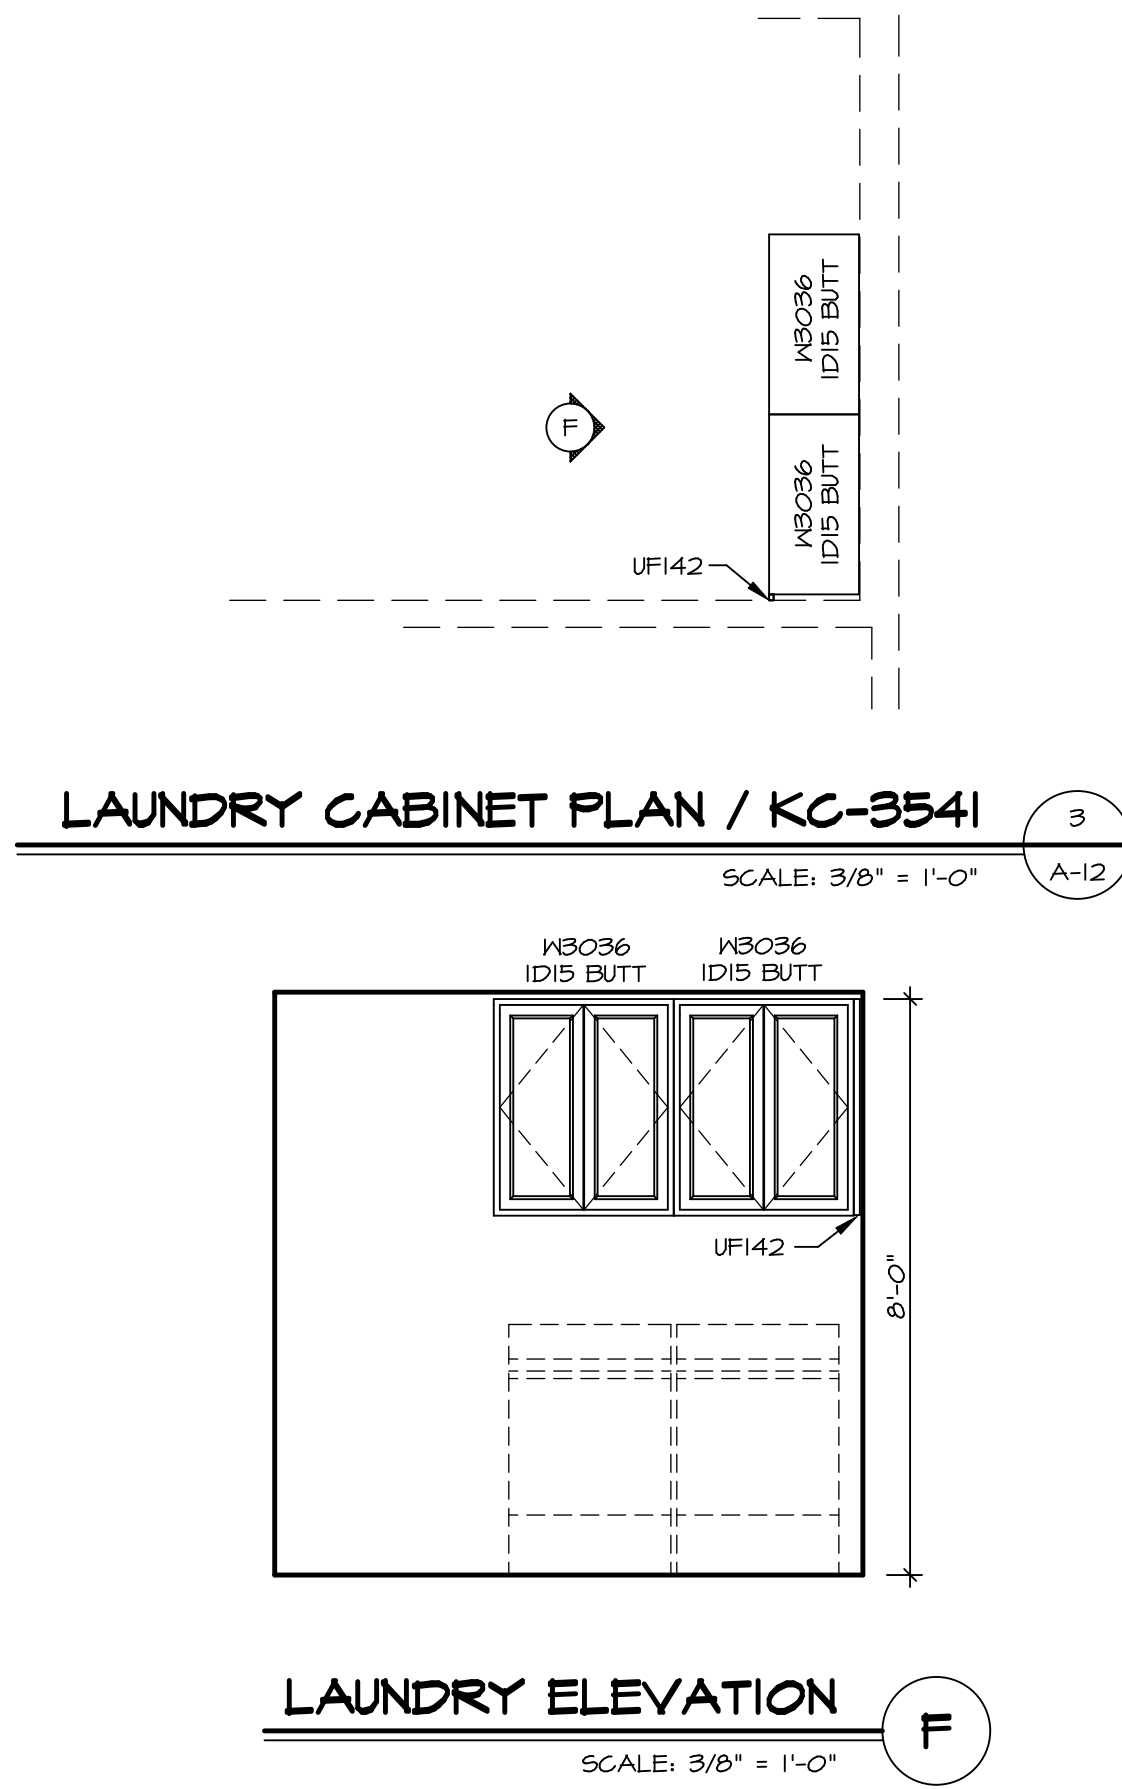 W3036
1D15 BUTT
F
W3036
1D15 BUTT
UF142
LAUNDRY CABINET PLAN / KC-3541
3
A-12
SCALE: 3/8" = 1'-0"
W3036
1D15 BUTT
W3036
1D15 BUTT
UF142
8'-0"
LAUNDRY ELEVATION
F
SCALE: 3/8" = 1'-0"